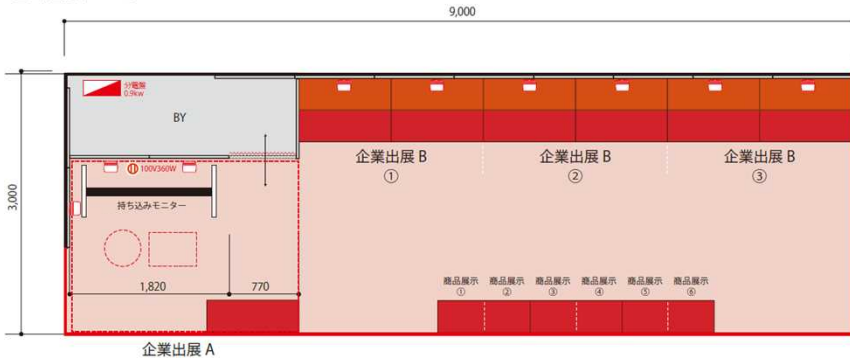 9,000
3,000
分電盤
0.9kw
BY
100V360W
持ち込みモニター
1,820
770
企業出展 A
企業出展 B
①
企業出展 B
②
企業出展 B
③
商品展示
①
商品展示
②
商品展示
③
商品展示
④
商品展示
⑤
商品展示
⑥